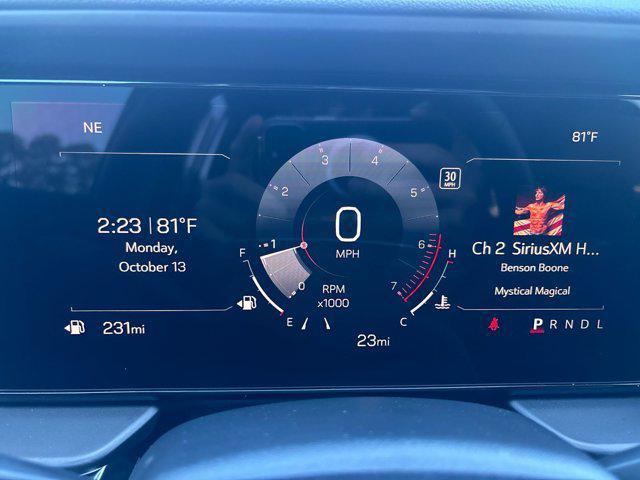 NE
81°F
2:23 | 81°F
Monday,
October 13
231mi
F
E
0
1
2
3
4
5
6
7
0
MPH
RPM
x1000
30
MPH
H
C
23mi
Ch 2 SiriusXM H...
Benson Boone
Mystical Magical
P R N D L